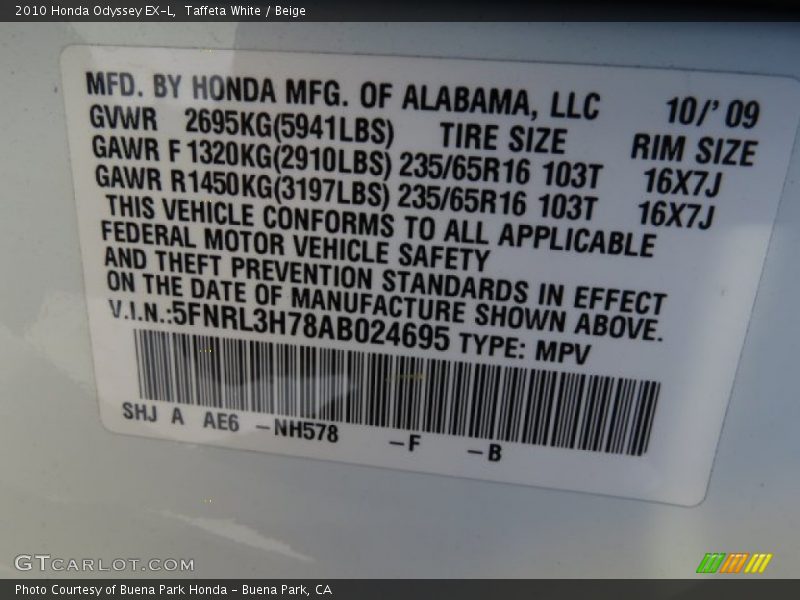 2010 Honda Odyssey EX-L, Taffeta White / Beige
MFD. BY HONDA MFG. OF ALABAMA, LLC 10/'09
GVWR 2695KG(5941LBS) TIRE SIZE RIM SIZE
GAWR F 1320KG(2910LBS) 235/65R16 103T 16X7J
GAWR R1450KG(3197LBS) 235/65R16 103T 16X7J
THIS VEHICLE CONFORMS TO ALL APPLICABLE
FEDERAL MOTOR VEHICLE SAFETY
AND THEFT PREVENTION STANDARDS IN EFFECT
ON THE DATE OF MANUFACTURE SHOWN ABOVE.
V.I.N.:5FNRL3H78AB024695 TYPE: MPV
SHJ A AE6 -NH578 -F -B
GTCARLOT.COM
Photo Courtesy of Buena Park Honda - Buena Park, CA